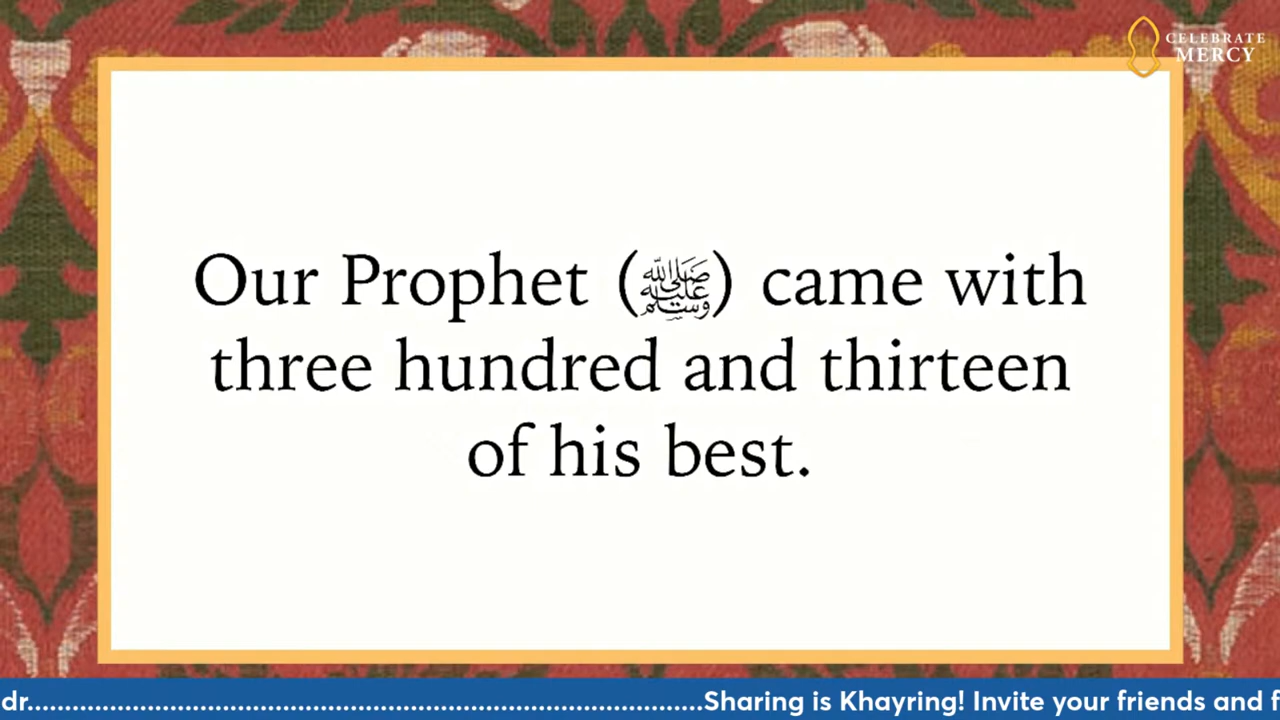 CELEBRATE
MERCY
Our Prophet (ﷺ) came with
three hundred and thirteen
of his best.
dr.......................................................................................Sharing is Khayring! Invite your friends and f